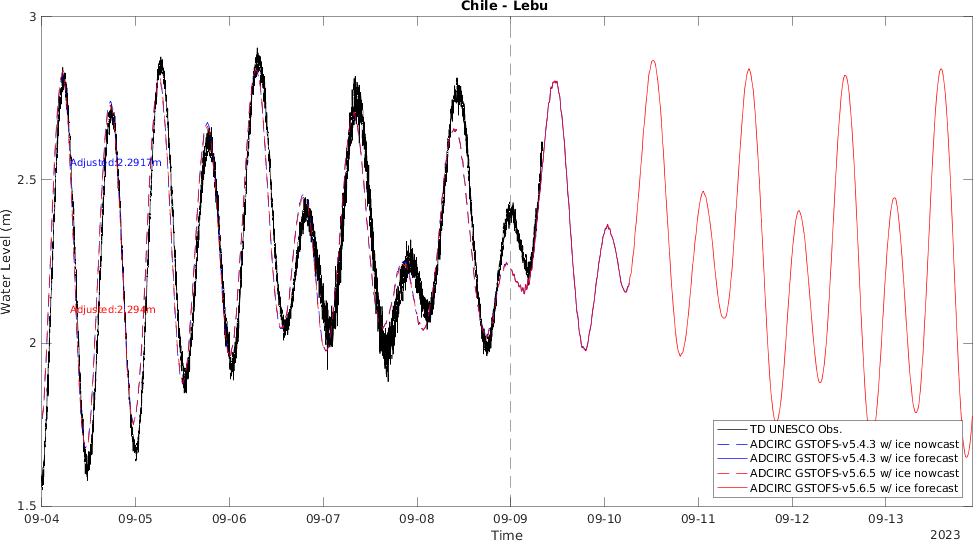 Chile - Lebu
3
2.5
2
1.5
Water Level (m)
Adjusted:2.2917m
Adjusted:2.294m
TD UNESCO Obs.
ADCIRC GSTOFS-v5.4.3 w/ ice nowcast
ADCIRC GSTOFS-v5.4.3 w/ ice forecast
ADCIRC GSTOFS-v5.6.5 w/ ice nowcast
ADCIRC GSTOFS-v5.6.5 w/ ice forecast
09-04 09-05 09-06 09-07 09-08 09-09 09-10 09-11 09-12 09-13
Time
2023